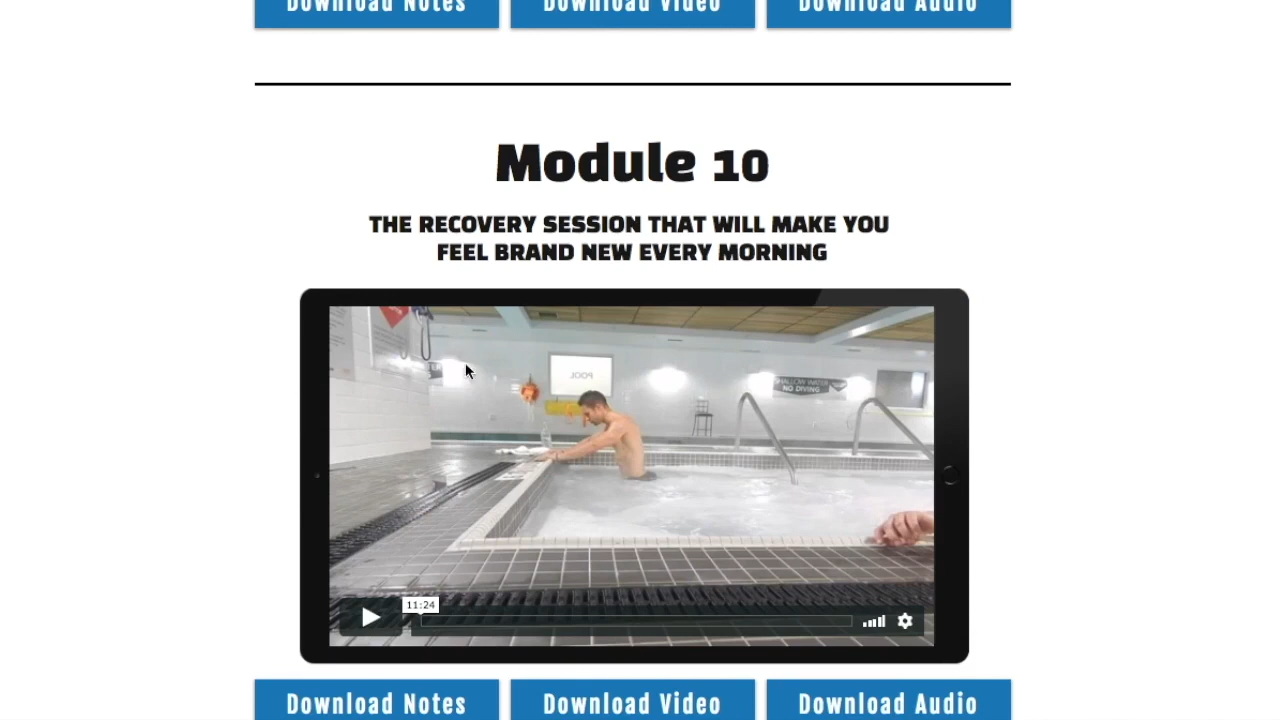 Download Notes Download Video Download Audio
Module 10
THE RECOVERY SESSION THAT WILL MAKE YOU
FEEL BRAND NEW EVERY MORNING
POOL
SHALLOW WATER
NO DIVING
11:24
Download Notes Download Video Download Audio